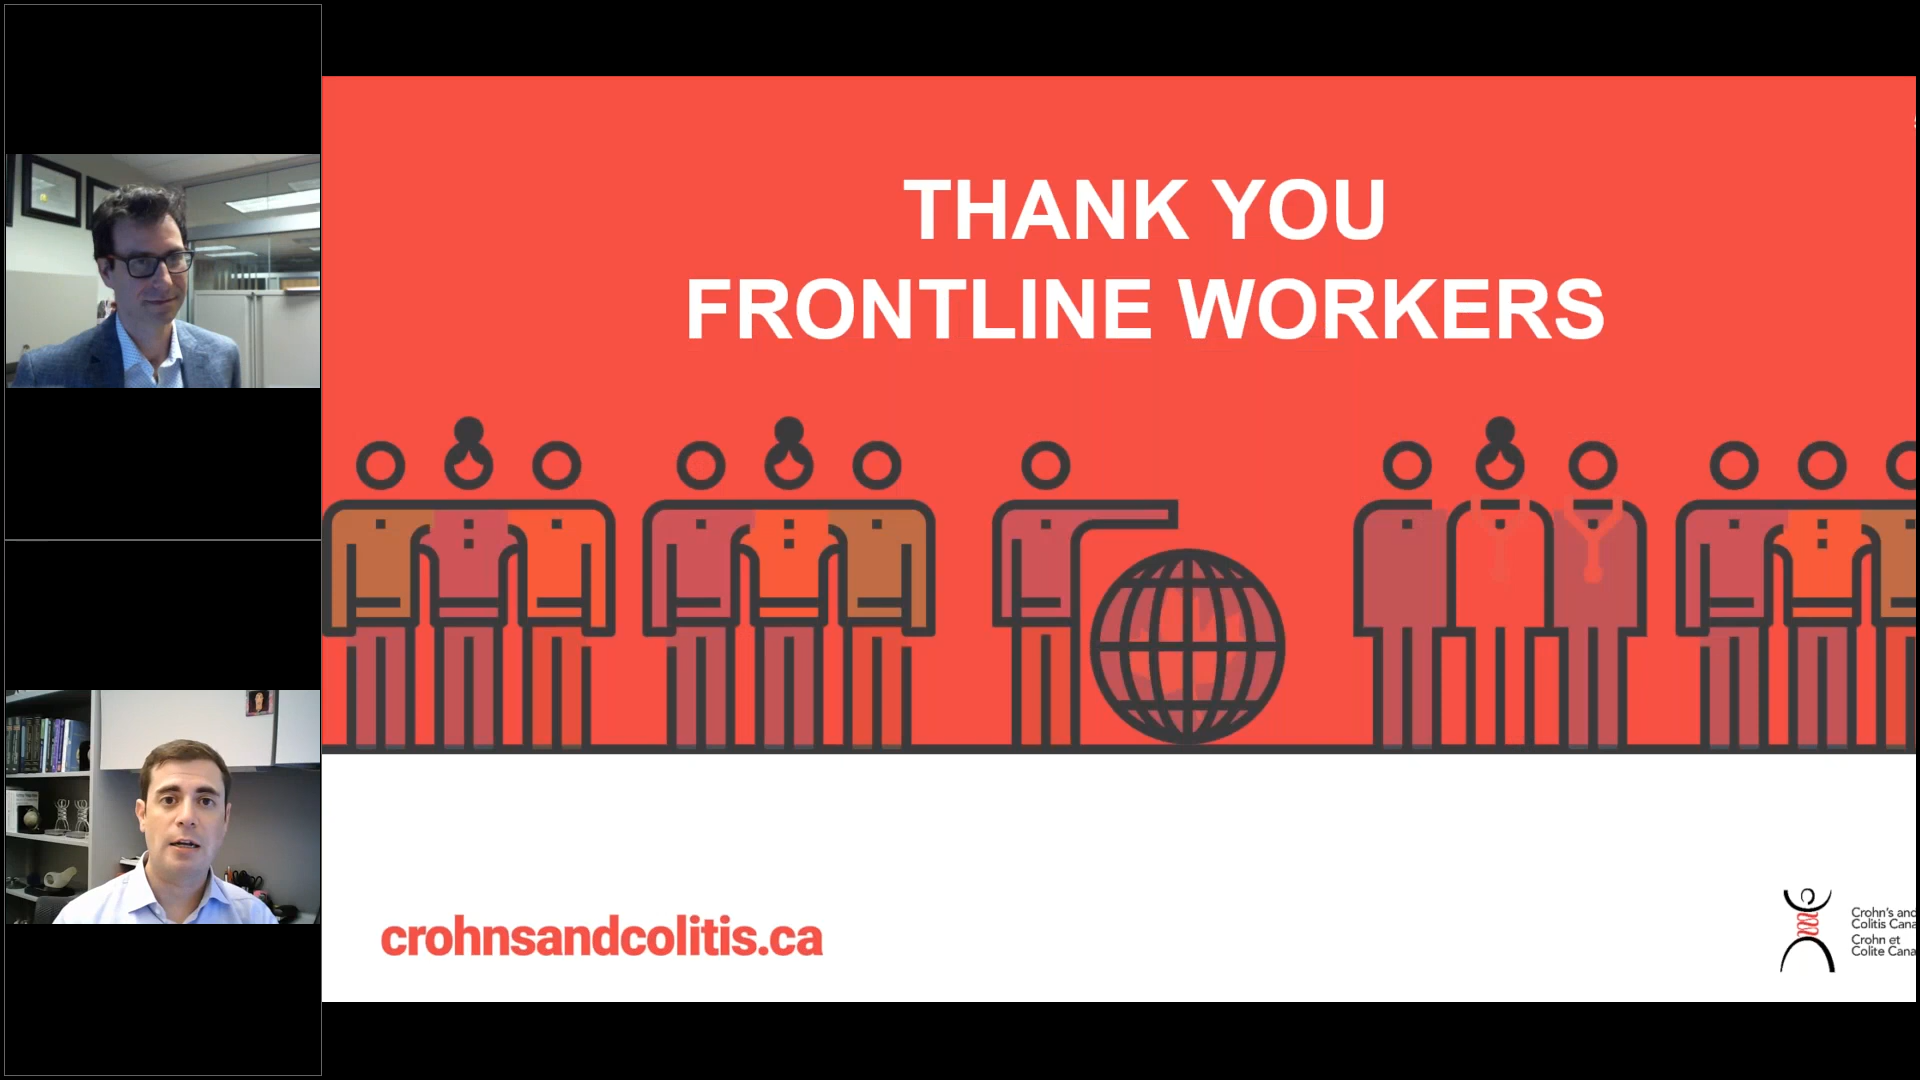 THANK YOU
FRONTLINE WORKERS
crohnsandcolitis.ca
Crohn's and
Colitis Cana
Crohn et
Colite Cana